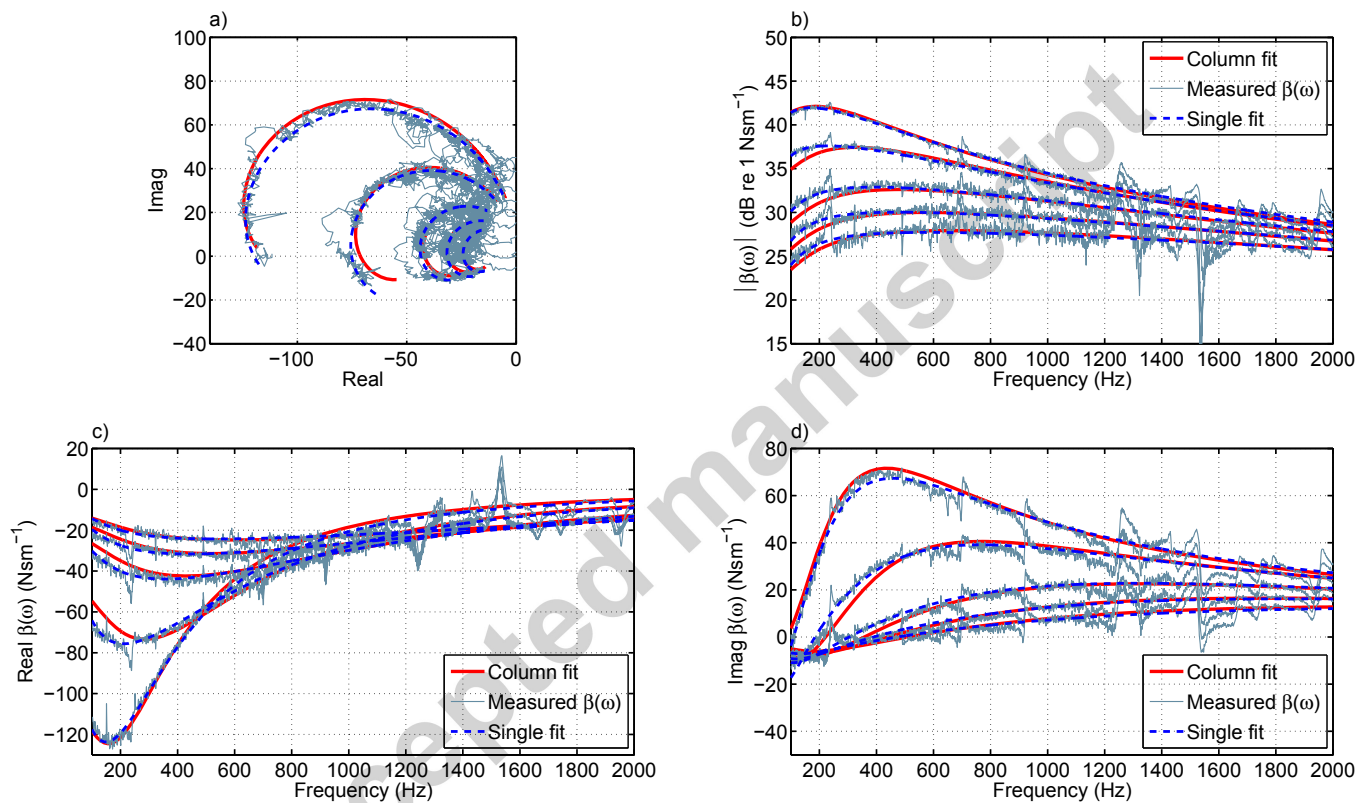 a)
100
80
60
40
20
0
−20
−40
Imag
−100
−50
0
Real
b)
50
45
40
35
30
25
20
15
|β(ω)| (dB re 1 Nsm⁻¹)
Column fit
Measured β(ω)
Single fit
200 400 600 800 1000 1200 1400 1600 1800 2000
Frequency (Hz)
c)
20
0
−20
−40
−60
−80
−100
−120
Real β(ω) (Nsm⁻¹)
Column fit
Measured β(ω)
Single fit
200 400 600 800 1000 1200 1400 1600 1800 2000
Frequency (Hz)
d)
80
60
40
20
0
−20
−40
Imag β(ω) (Nsm⁻¹)
Column fit
Measured β(ω)
Single fit
200 400 600 800 1000 1200 1400 1600 1800 2000
Frequency (Hz)
cepted manuscript